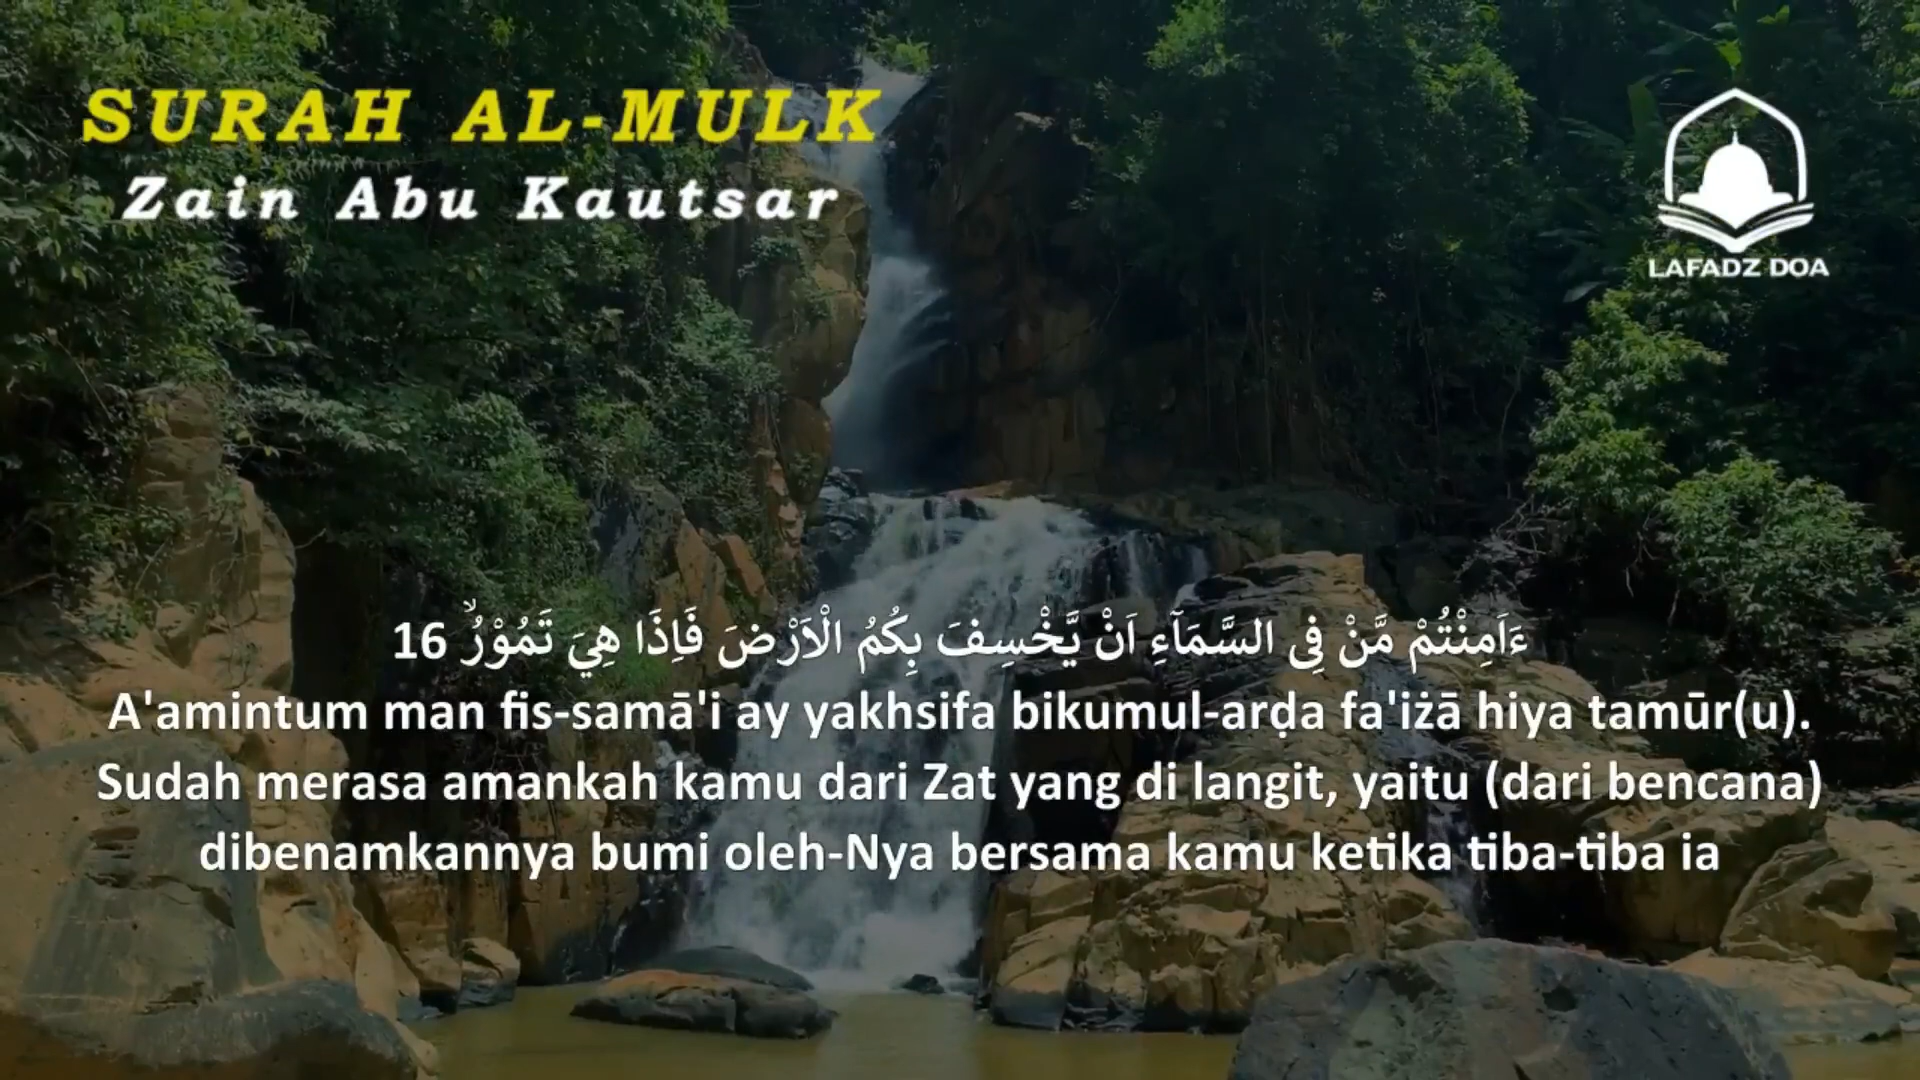 SURAH AL-MULK
Zain Abu Kautsar
LAFADZ DOA
ءَاَمِنْتُمْ مَّنْ فِى السَّمَآءِ اَنْ يَّخْسِفَ بِكُمُ الْاَرْضَ فَاِذَا هِيَ تَمُوْرُۙ 16
A'amintum man fis-samā'i ay yakhsifa bikumul-arḍa fa'iżā hiya tamūr(u).
Sudah merasa amankah kamu dari Zat yang di langit, yaitu (dari bencana)
dibenamkannya bumi oleh-Nya bersama kamu ketika tiba-tiba ia